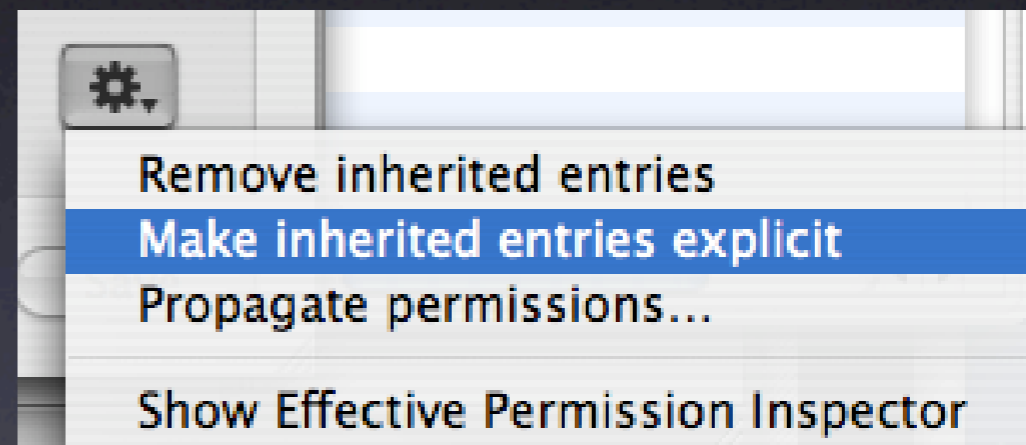 Remove inherited entries
Make inherited entries explicit
Propagate permissions...
Show Effective Permission Inspector